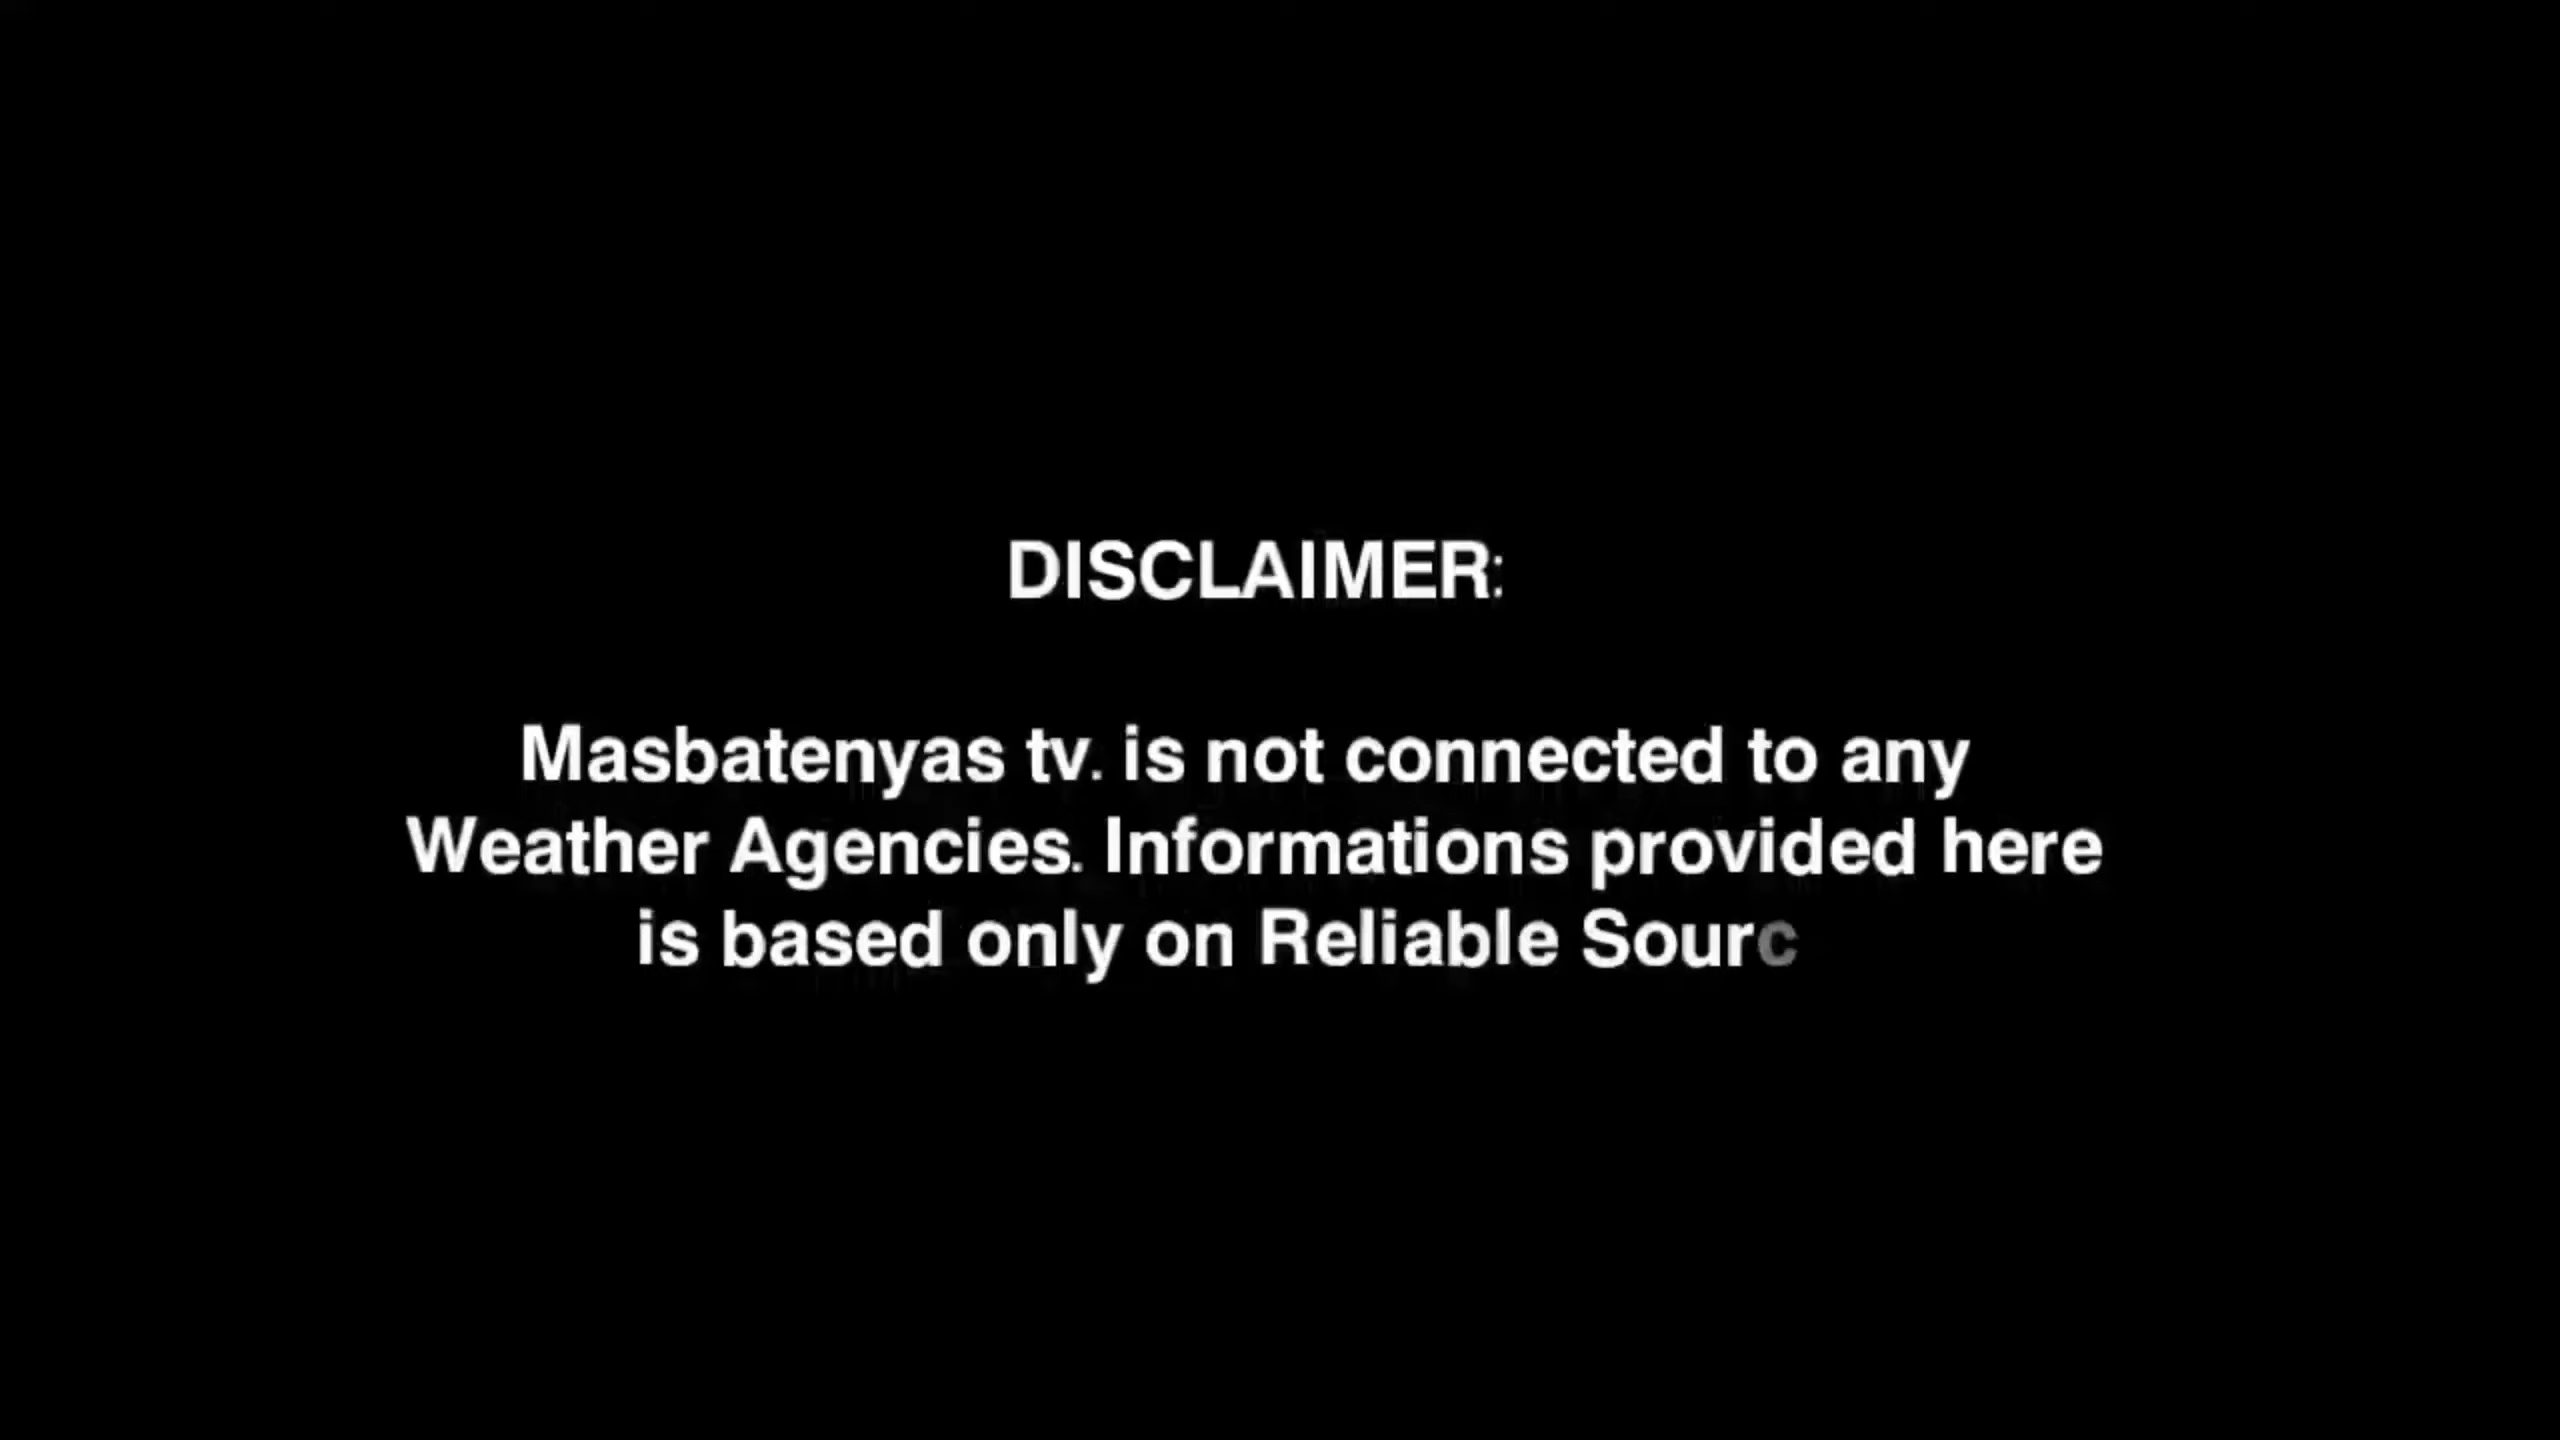 DISCLAIMER:
Masbatenyas tv. is not connected to any
Weather Agencies. Informations provided here
is based only on Reliable Sourc